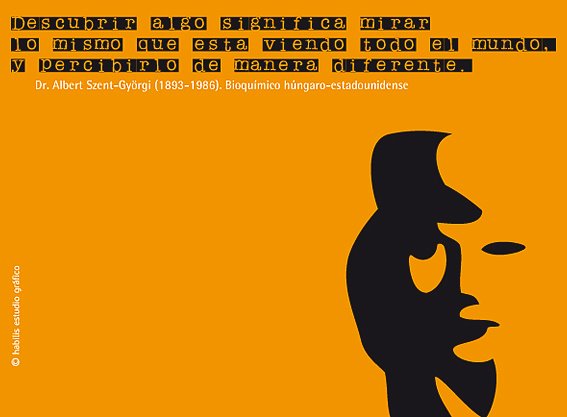 Descubrir algo significa mirar
lo mismo que esta viendo todo el mundo,
y percibirlo de manera diferente.
Dr. Albert Szent-Györgi (1893-1986). Bioquímico húngaro-estadounidense
© habilis estudio gráfico